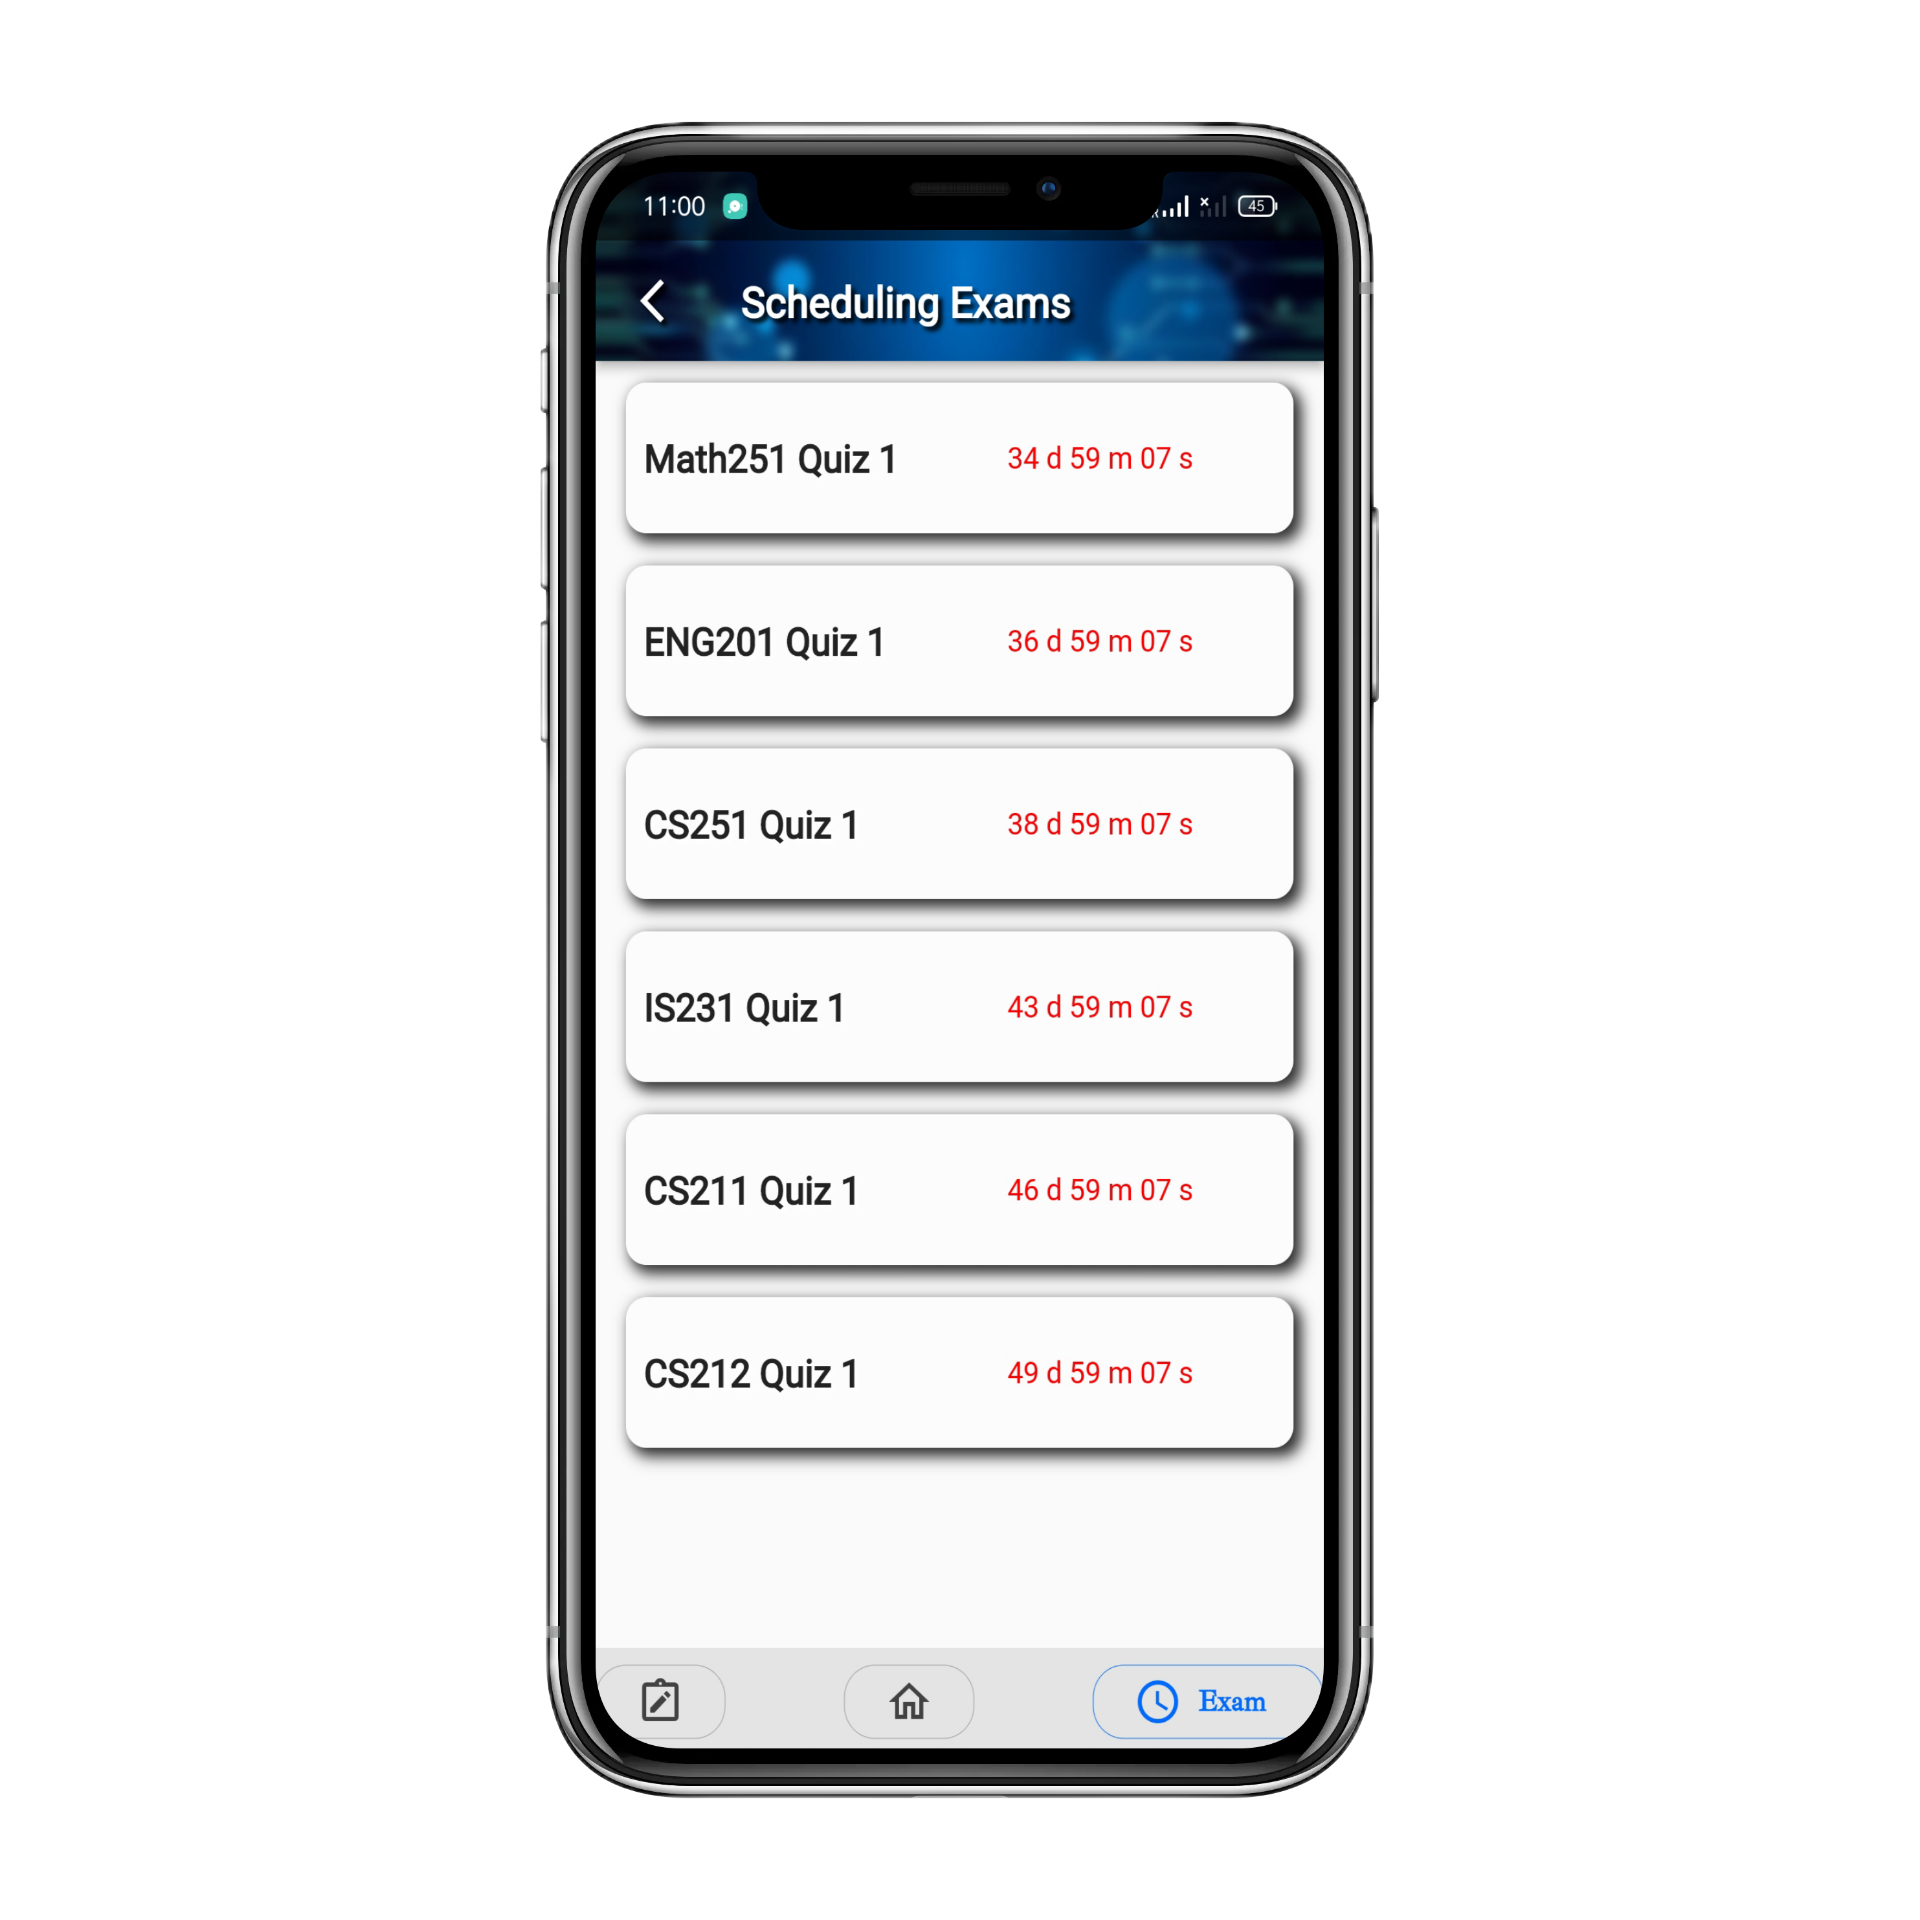 11:00 R 45
Scheduling Exams
Math251 Quiz 1 34 d 59 m 07 s
ENG201 Quiz 1 36 d 59 m 07 s
CS251 Quiz 1 38 d 59 m 07 s
IS231 Quiz 1 43 d 59 m 07 s
CS211 Quiz 1 46 d 59 m 07 s
CS212 Quiz 1 49 d 59 m 07 s
Exam